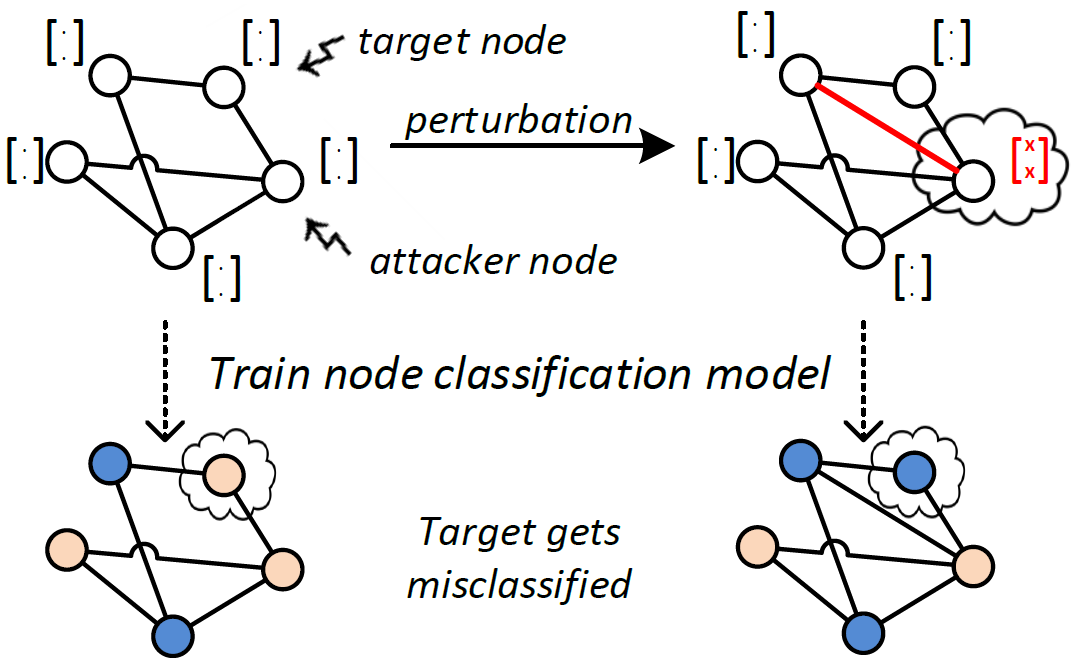 target node
perturbation
x
x
attacker node
Train node classification model
Target gets
misclassified